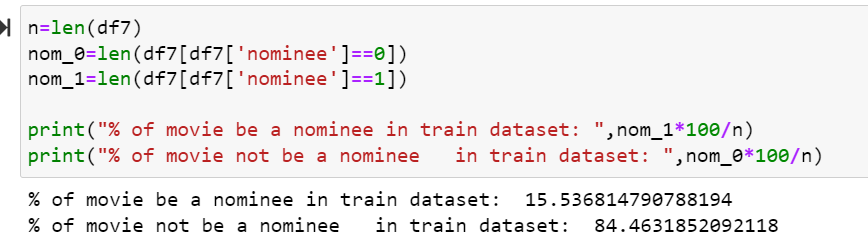 n=len(df7)
nom_0=len(df7[df7['nominee']==0])
nom_1=len(df7[df7['nominee']==1])
print("% of movie be a nominee in train dataset: ",nom_1*100/n)
print("% of movie not be a nominee   in train dataset: ",nom_0*100/n)
% of movie be a nominee in train dataset:  15.536814790788194
% of movie not be a nominee   in train dataset:  84.4631852092118